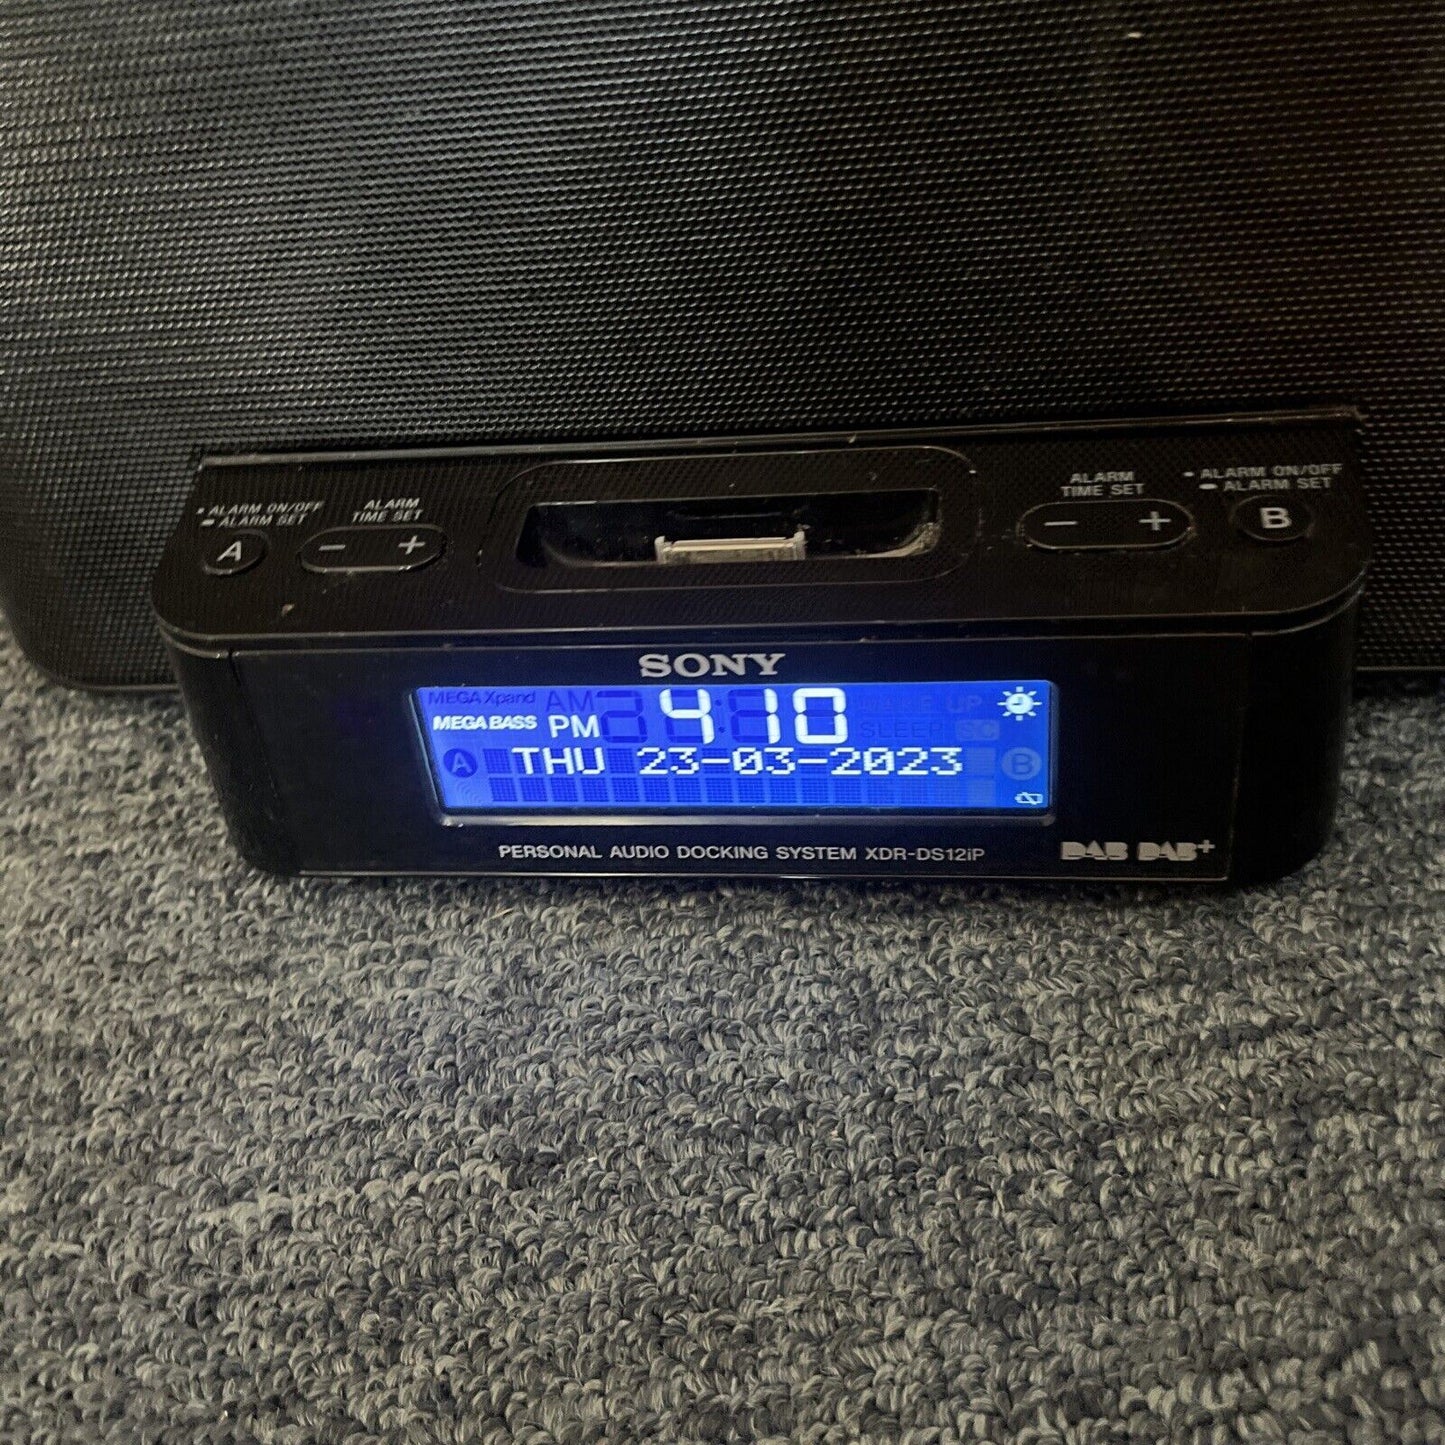 • ALARM ON/OFF
▬ ALARM SET
A
ALARM
TIME SET
− +
ALARM
TIME SET
− +
• ALARM ON/OFF
▬ ALARM SET
B
SONY
MEGA Xpand AM WAKE UP
MEGA BASS PM 4 10 SLEEP
A THU 23-03-2023 B
PERSONAL AUDIO DOCKING SYSTEM XDR-DS12iP
DAB DAB+